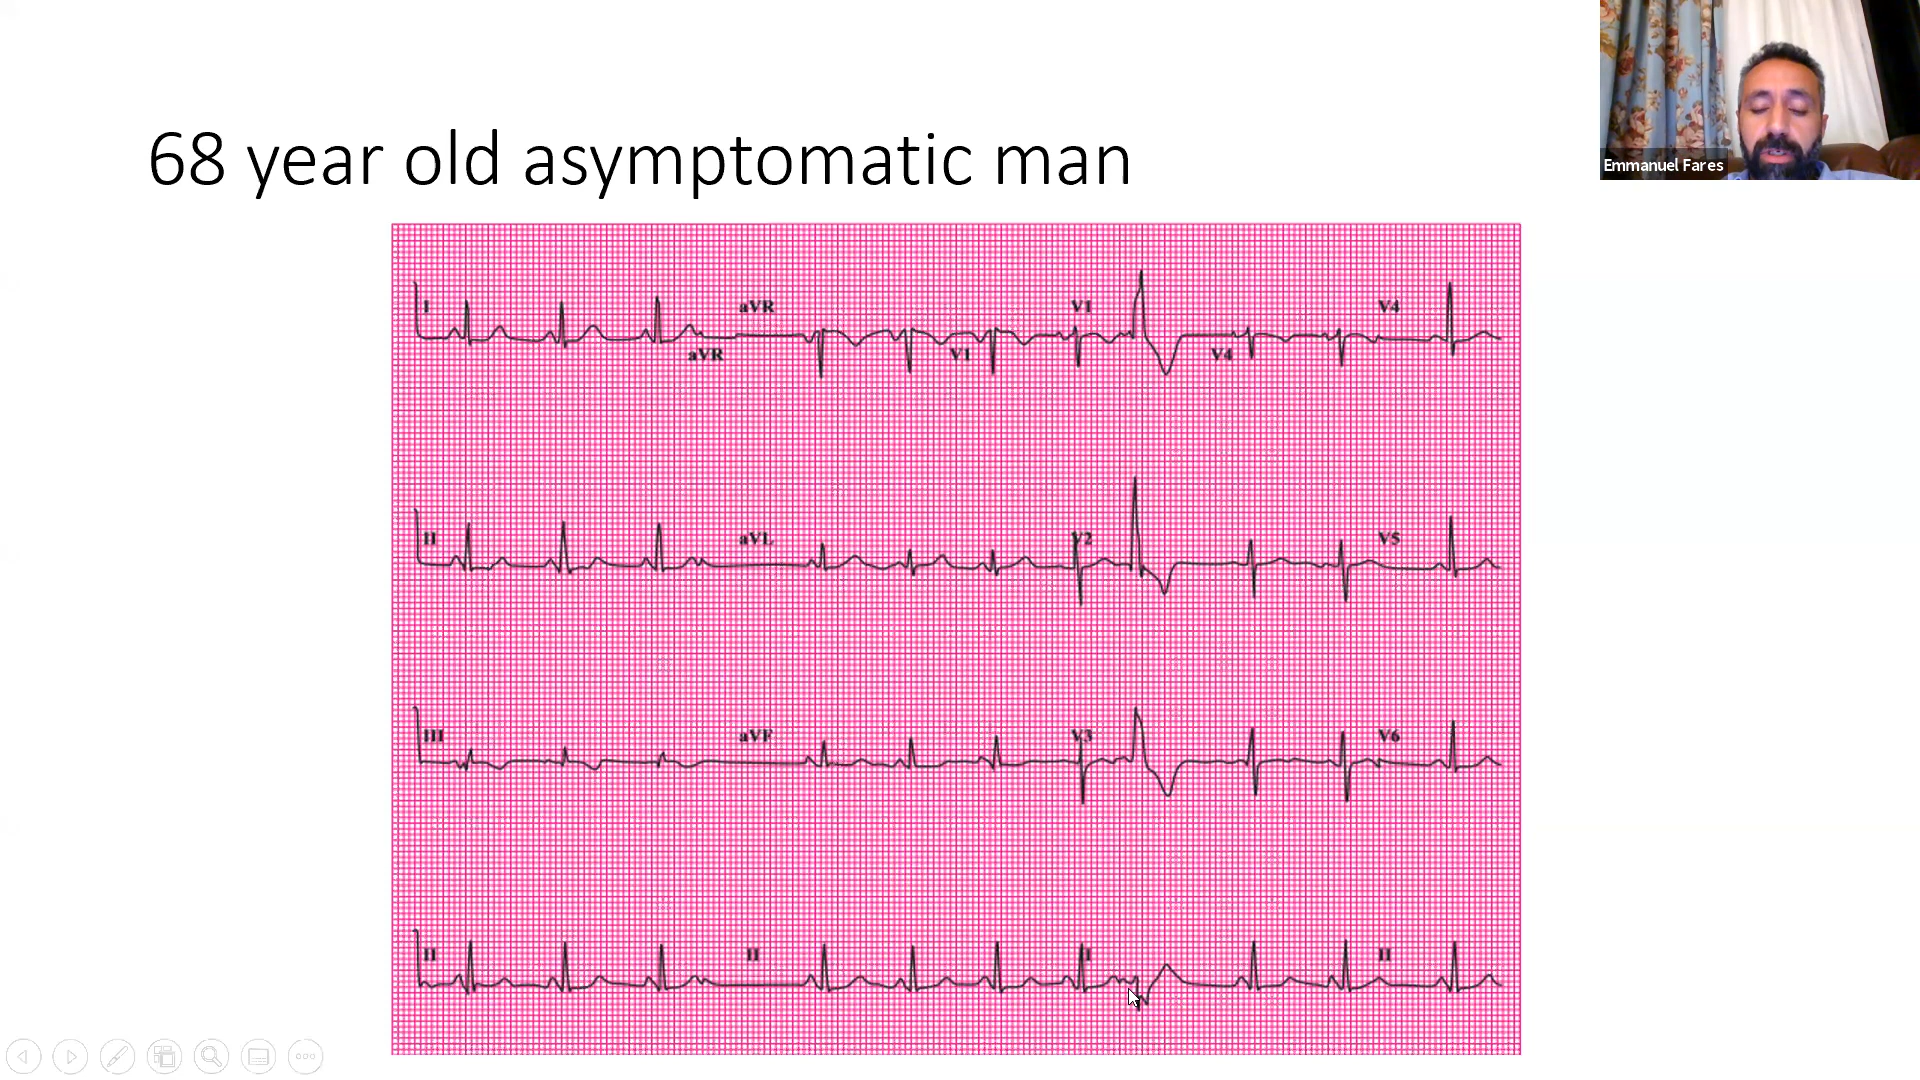 Emmanuel Fares
68 year old asymptomatic man
I aVR V1 V4
aVR V1 V4
II aVL V2 V5
III aVF V3 V6
II II I II